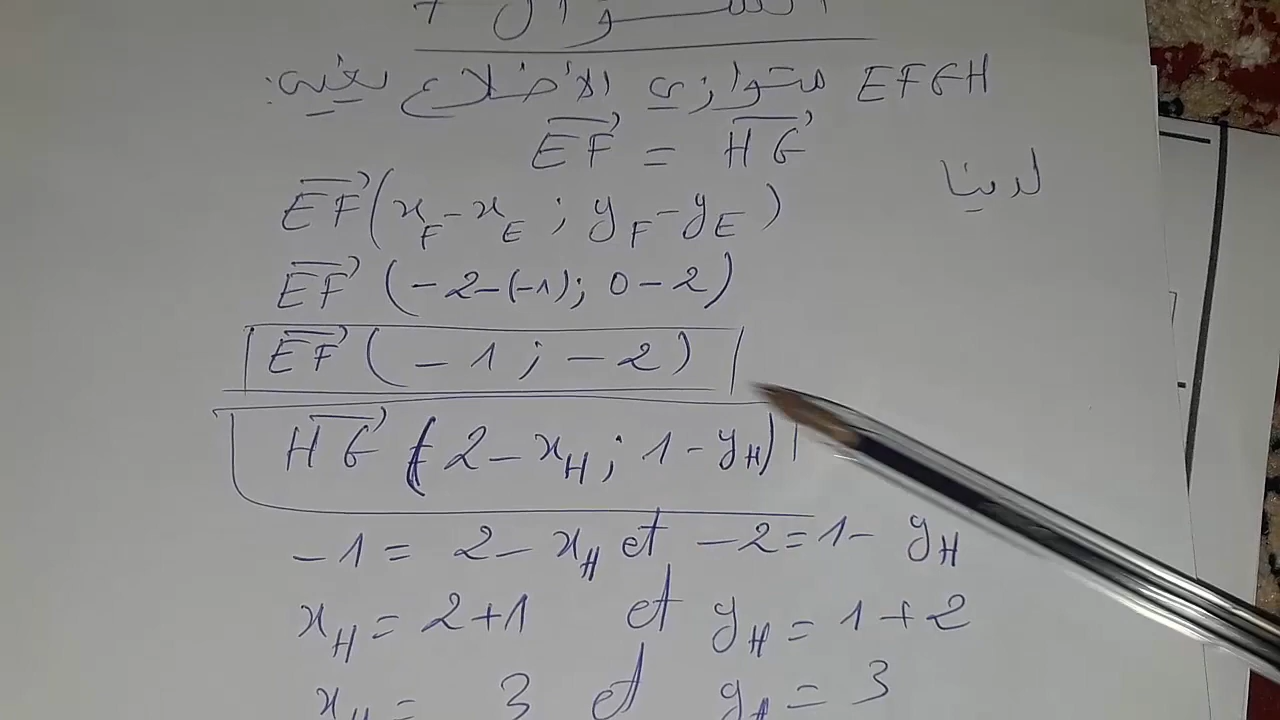 السؤال
EFGH متوازي الأضلاع يعني:
EF = HG
لدينا
EF(x_F - x_E ; y_F - y_E)
EF (-2-(-1); 0-2)
EF (-1 ; -2)
HG (2 - x_H ; 1 - y_H)
-1 = 2 - x_H et -2 = 1 - y_H
x_H = 2+1 et y_H = 1+2
x_H = 3 et y_H = 3